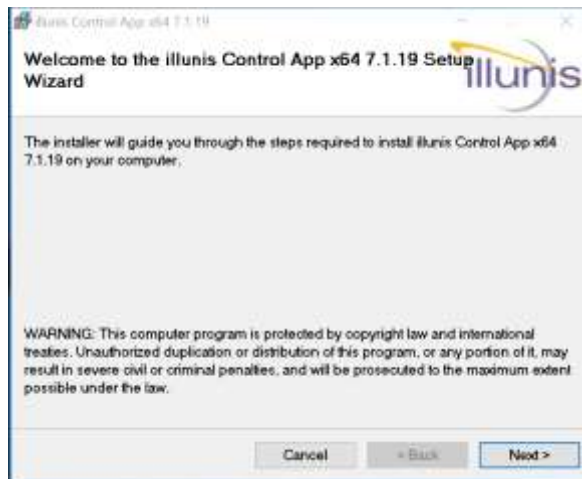 illunis Control App x64 7.1.19
Welcome to the illunis Control App x64 7.1.19 Setup
Wizard
illunis
The installer will guide you through the steps required to install illunis Control App x64
7.1.19 on your computer.
WARNING: This computer program is protected by copyright law and international
treaties. Unauthorized duplication or distribution of this program, or any portion of it, may
result in severe civil or criminal penalties, and will be prosecuted to the maximum extent
possible under the law.
Cancel < Back Next >